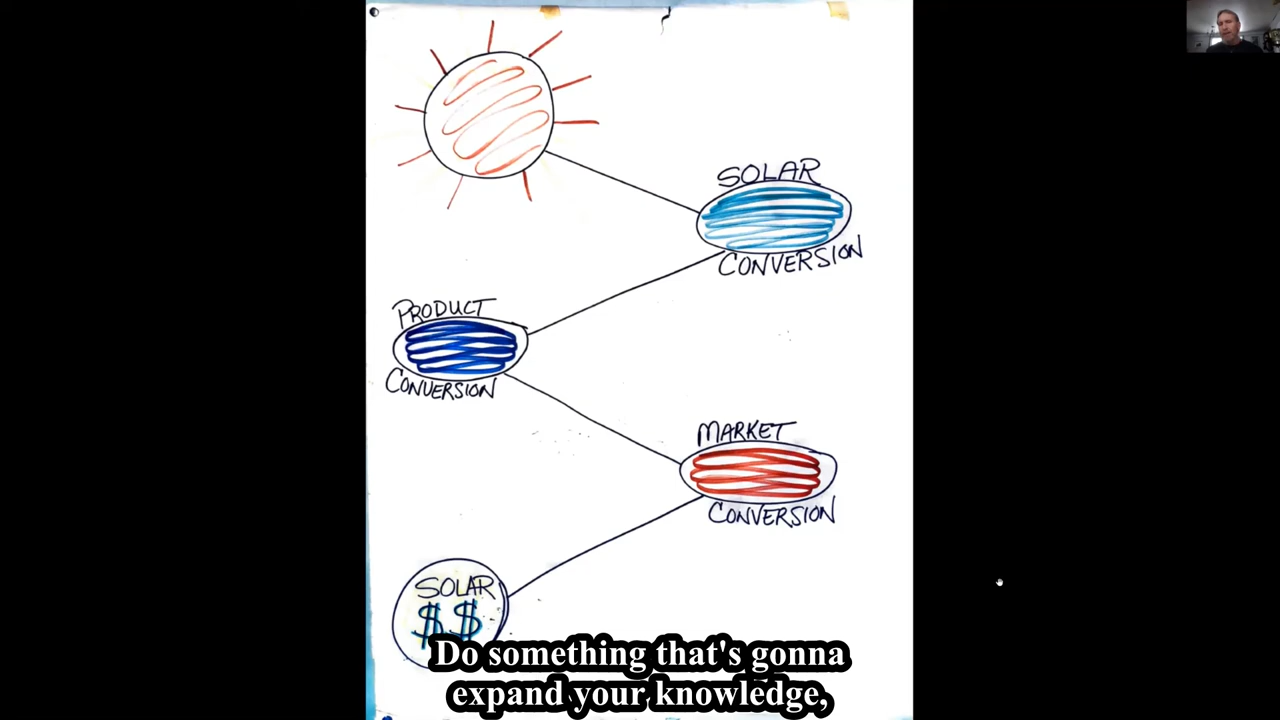 SOLAR
CONVERSION
PRODUCT
CONVERSION
MARKET
CONVERSION
SOLAR
$$
Do something that's gonna
expand your knowledge,